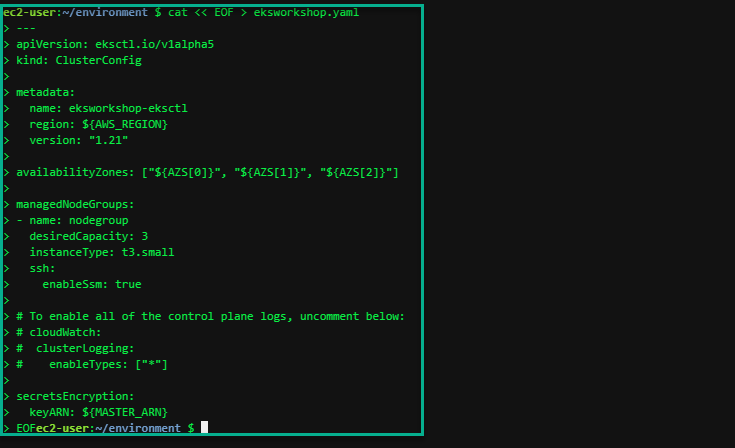 ec2-user:~/environment $ cat << EOF > eksworkshop.yaml
> ---
> apiVersion: eksctl.io/v1alpha5
> kind: ClusterConfig
>
> metadata:
>   name: eksworkshop-eksctl
>   region: ${AWS_REGION}
>   version: "1.21"
>
> availabilityZones: ["${AZS[0]}", "${AZS[1]}", "${AZS[2]}"]
>
> managedNodeGroups:
> - name: nodegroup
>   desiredCapacity: 3
>   instanceType: t3.small
>   ssh:
>     enableSsm: true
>
> # To enable all of the control plane logs, uncomment below:
> # cloudWatch:
> #  clusterLogging:
> #    enableTypes: ["*"]
>
> secretsEncryption:
>   keyARN: ${MASTER_ARN}
> EOFec2-user:~/environment $